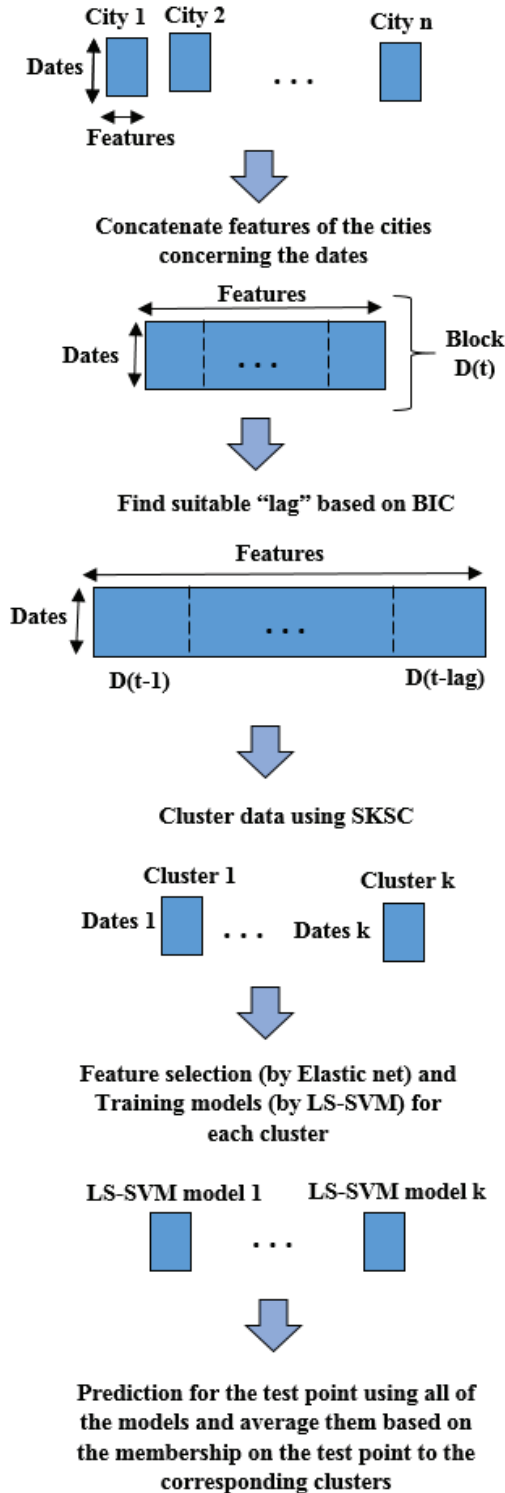 City 1 City 2 City n
Dates
. . .
Features
Concatenate features of the cities
concerning the dates
Features
Dates
. . .
Block
D(t)
Find suitable “lag” based on BIC
Features
Dates
. . .
D(t-1) D(t-lag)
Cluster data using SKSC
Cluster 1 Cluster k
Dates 1 . . . Dates k
Feature selection (by Elastic net) and
Training models (by LS-SVM) for
each cluster
LS-SVM model 1 LS-SVM model k
. . .
Prediction for the test point using all of
the models and average them based on
the membership on the test point to the
corresponding clusters